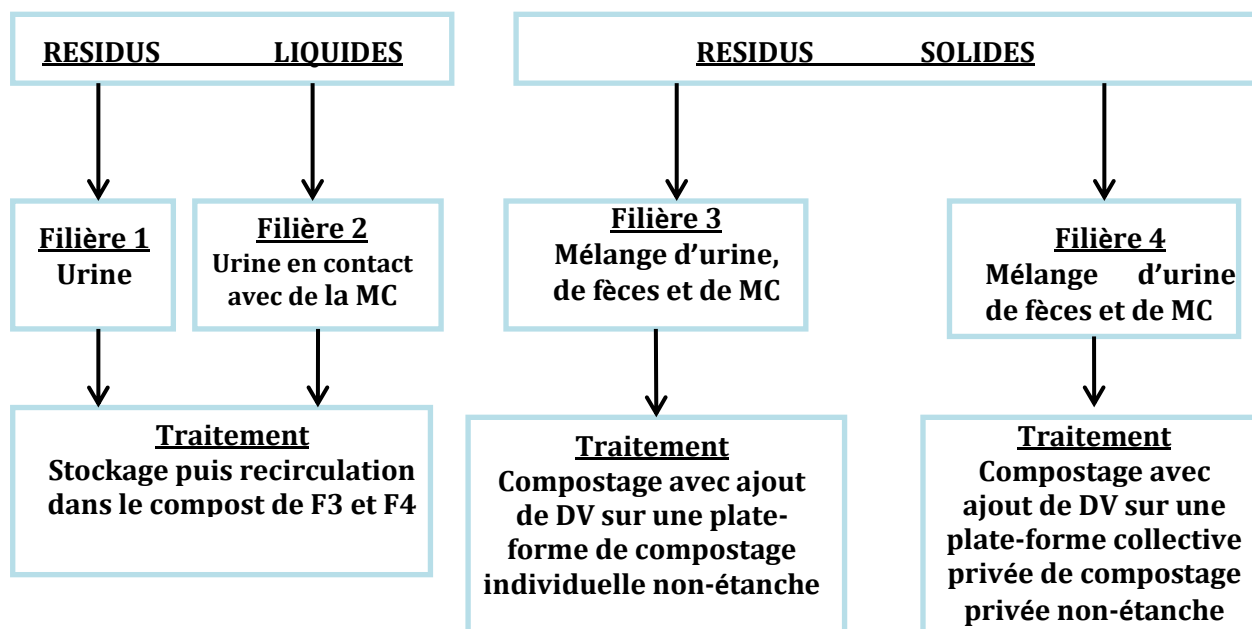 RESIDUS LIQUIDES
RESIDUS SOLIDES
Filière 1
Urine
Filière 2
Urine en contact
avec de la MC
Filière 3
Mélange d'urine,
de fèces et de MC
Filière 4
Mélange d'urine
de fèces et de MC
Traitement
Stockage puis recirculation
dans le compost de F3 et F4
Traitement
Compostage avec ajout
de DV sur une plate-
forme de compostage
individuelle non-étanche
Traitement
Compostage avec
ajout de DV sur une
plate-forme collective
privée de compostage
privée non-étanche